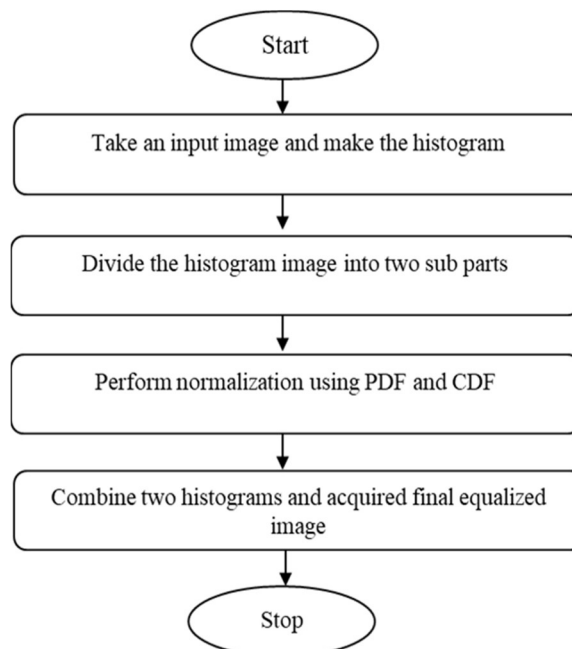 Start
Take an input image and make the histogram
Divide the histogram image into two sub parts
Perform normalization using PDF and CDF
Combine two histograms and acquired final equalized
image
Stop